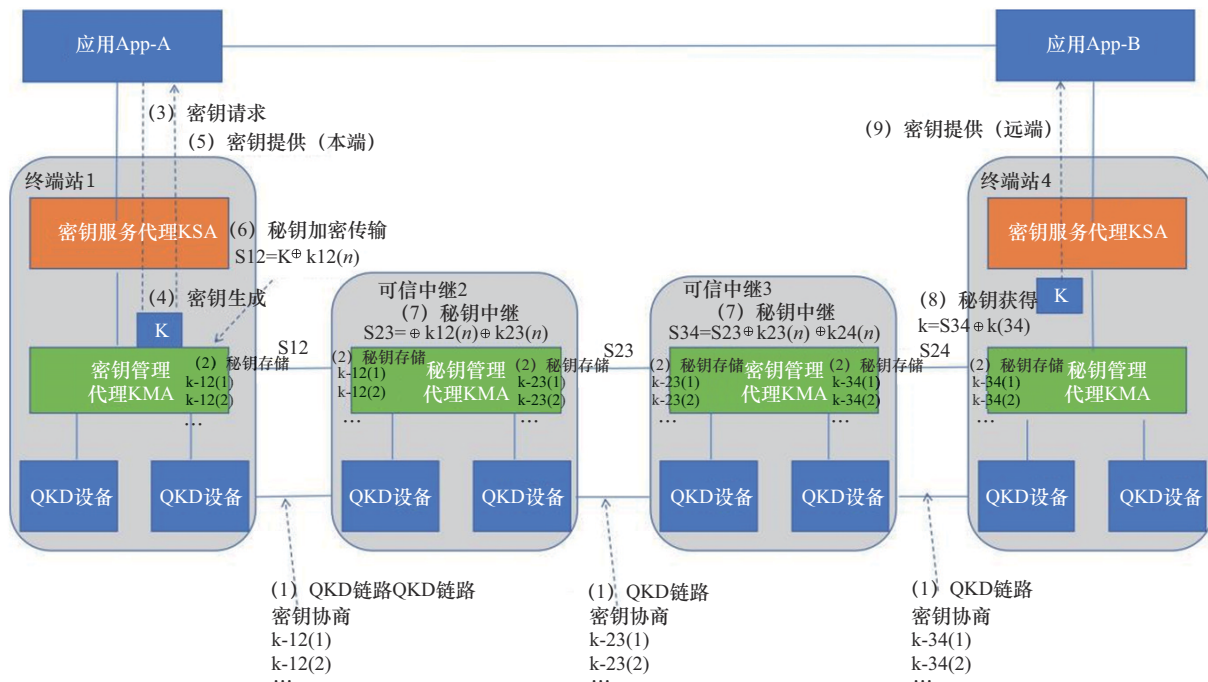 应用App-A
应用App-B
(3) 密钥请求
(5) 密钥提供（本端）
(9) 密钥提供（远端）
终端站1
终端站4
密钥服务代理KSA
密钥服务代理KSA
(6) 秘钥加密传输
S12=K⊕ k12(n)
(4) 密钥生成
K
可信中继2
(7) 秘钥中继
S23=⊕k12(n)⊕k23(n)
可信中继3
(7) 秘钥中继
S34=S23⊕k23(n)⊕k24(n)
K
(8) 秘钥获得
k=S34⊕k(34)
S12
S23
S24
密钥管理
代理KMA
(2) 秘钥存储
k-12(1)
k-12(2)
…
(2) 秘钥存储
k-12(1)
k-12(2)
…
秘钥管理
代理KMA
(2) 秘钥存储
k-23(1)
k-23(2)
…
(2) 秘钥存储
k-23(1)
k-23(2)
…
密钥管理
代理KMA
(2) 秘钥存储
k-34(1)
k-34(2)
…
(2) 秘钥存储
k-34(1)
k-34(2)
…
秘钥管理
代理KMA
QKD设备
QKD设备
QKD设备
QKD设备
QKD设备
QKD设备
QKD设备
QKD设备
(1) QKD链路QKD链路
密钥协商
k-12(1)
k-12(2)
…
(1) QKD链路
密钥协商
k-23(1)
k-23(2)
…
(1) QKD链路
密钥协商
k-34(1)
k-34(2)
…